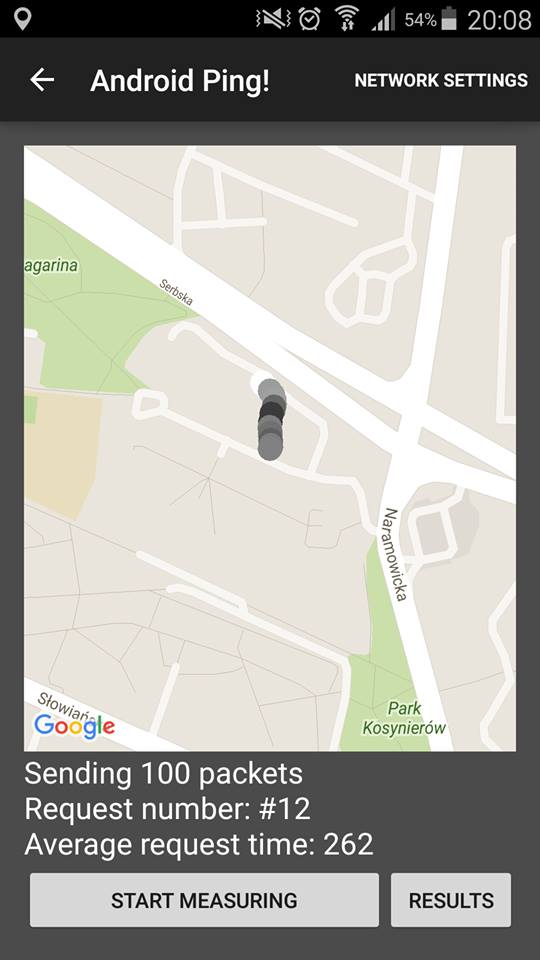 54% 20:08
Android Ping!
NETWORK SETTINGS
agarina
Serbska
Naramowicka
Park
Kosynierów
Słowiańs
Google
Sending 100 packets
Request number: #12
Average request time: 262
START MEASURING
RESULTS